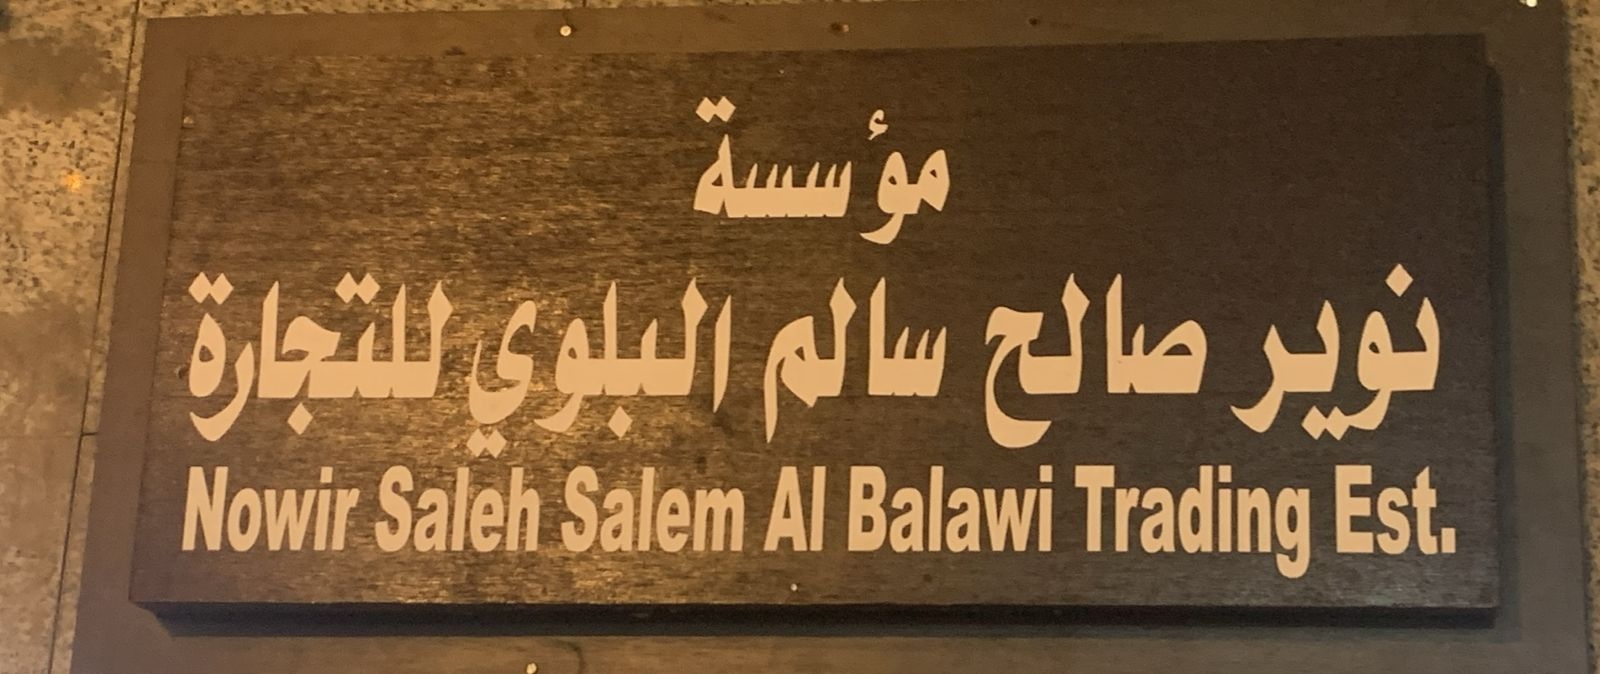 مؤسسة
نوير صالح سالم البلوي للتجارة
Nowir Saleh Salem Al Balawi Trading Est.